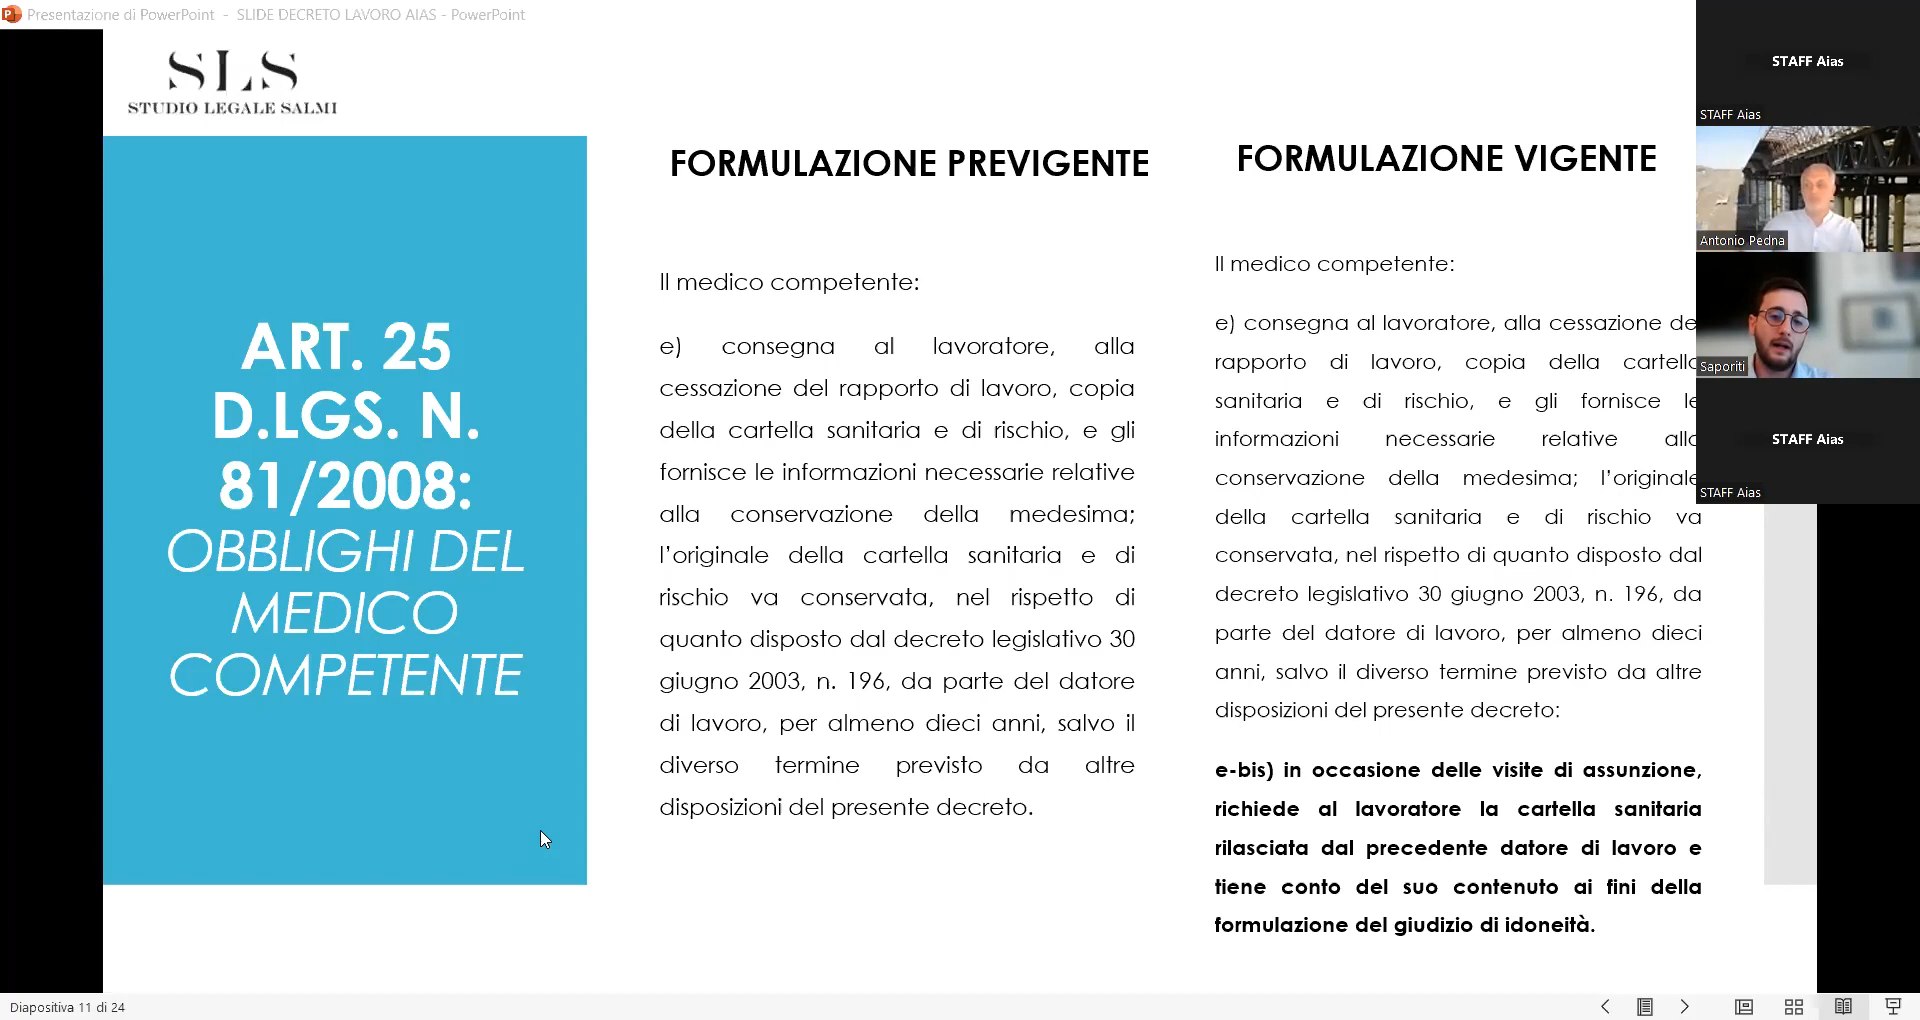 Presentazione di PowerPoint - SLIDE DECRETO LAVORO AIAS - PowerPoint
SLS
STUDIO LEGALE SALMI
ART. 25
D.LGS. N.
81/2008:
OBBLIGHI DEL
MEDICO
COMPETENTE
FORMULAZIONE PREVIGENTE
Il medico competente:
e) consegna al lavoratore, alla
cessazione del rapporto di lavoro, copia
della cartella sanitaria e di rischio, e gli
fornisce le informazioni necessarie relative
alla conservazione della medesima;
l’originale della cartella sanitaria e di
rischio va conservata, nel rispetto di
quanto disposto dal decreto legislativo 30
giugno 2003, n. 196, da parte del datore
di lavoro, per almeno dieci anni, salvo il
diverso termine previsto da altre
disposizioni del presente decreto.
FORMULAZIONE VIGENTE
Il medico competente:
e) consegna al lavoratore, alla cessazione de
rapporto di lavoro, copia della cartella
sanitaria e di rischio, e gli fornisce le
informazioni necessarie relative alla
conservazione della medesima; l’originale
della cartella sanitaria e di rischio va
conservata, nel rispetto di quanto disposto dal
decreto legislativo 30 giugno 2003, n. 196, da
parte del datore di lavoro, per almeno dieci
anni, salvo il diverso termine previsto da altre
disposizioni del presente decreto:
e-bis) in occasione delle visite di assunzione,
richiede al lavoratore la cartella sanitaria
rilasciata dal precedente datore di lavoro e
tiene conto del suo contenuto ai fini della
formulazione del giudizio di idoneità.
STAFF Aias
STAFF Aias
Antonio Pedna
Saporiti
STAFF Aias
STAFF Aias
Diapositiva 11 di 24